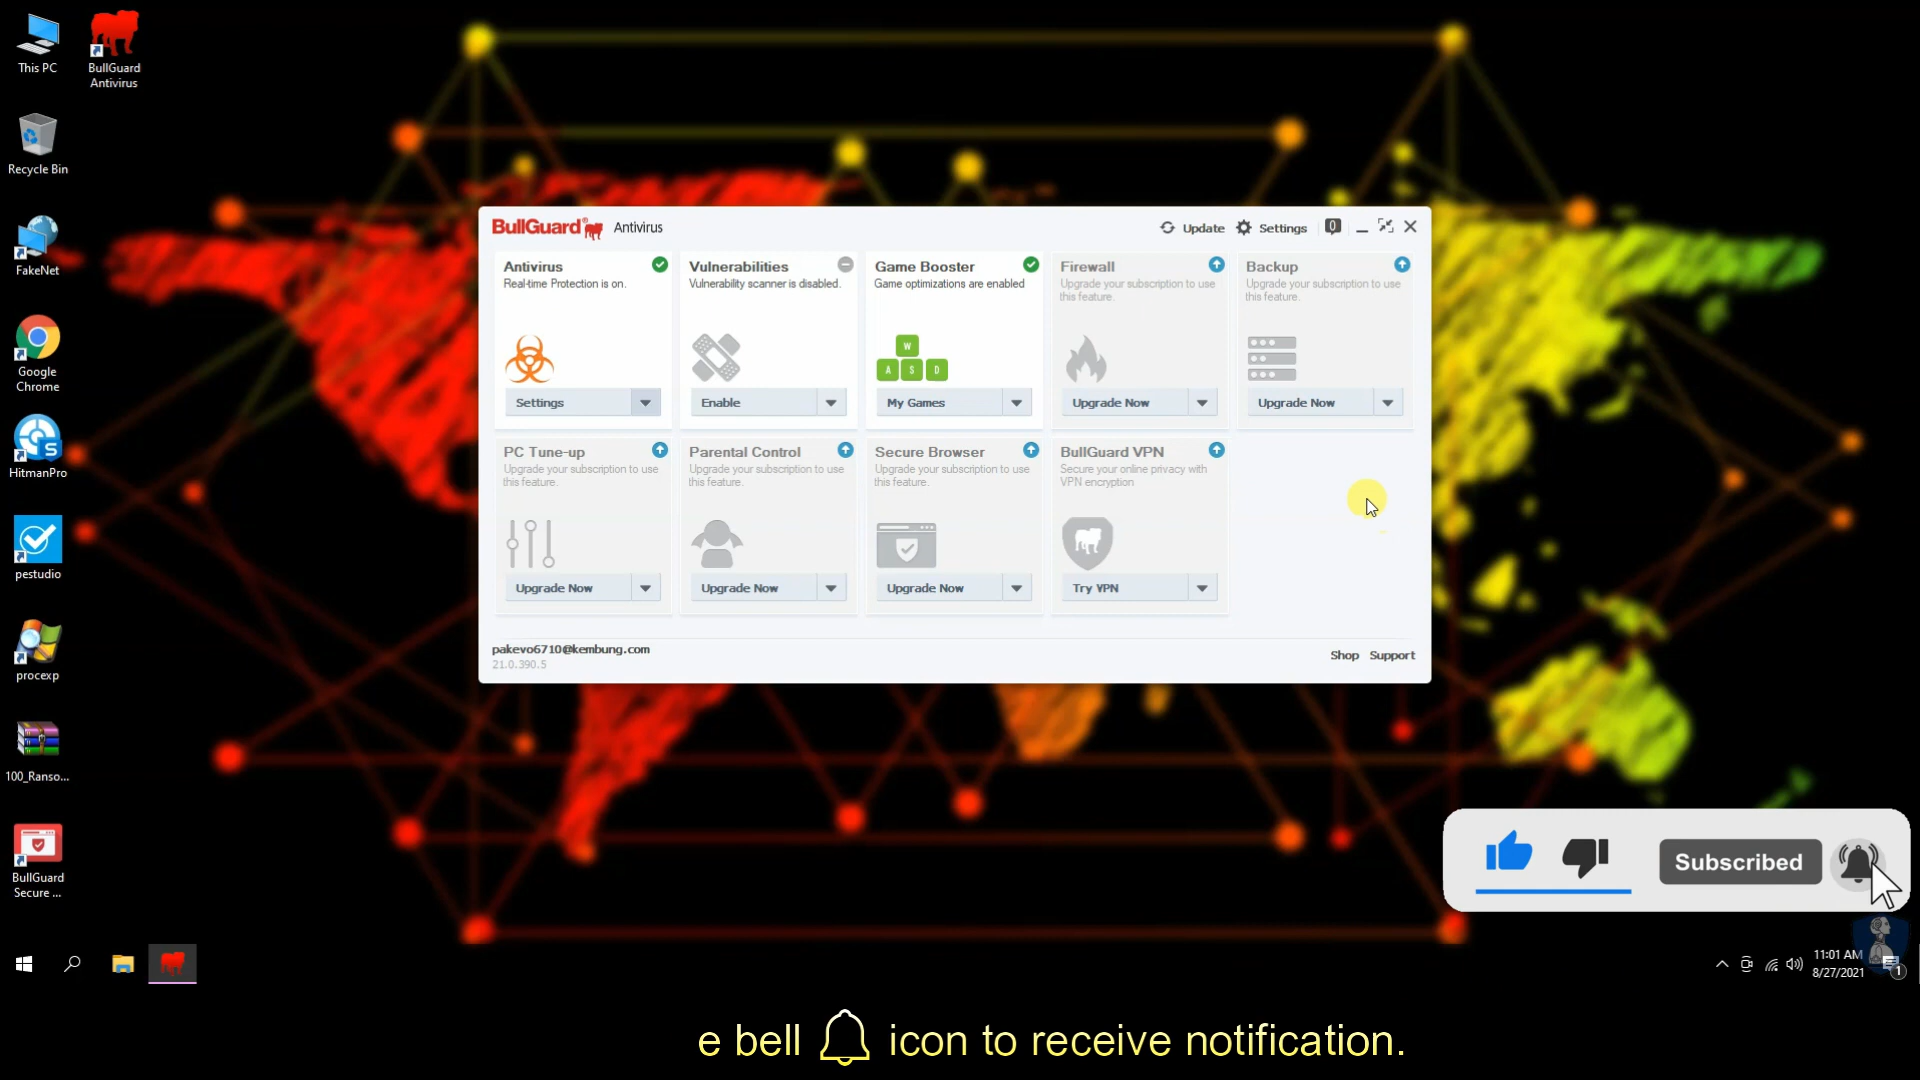 This PC
BullGuard
Antivirus
Recycle Bin
FakeNet
Google
Chrome
HitmanPro
pestudio
procexp
100_Ranso...
BullGuard
Secure ...
BullGuard® Antivirus
Update
Settings
0
Antivirus
Real-time Protection is on.
Settings
Vulnerabilities
Vulnerability scanner is disabled.
Enable
Game Booster
Game optimizations are enabled
W
A S D
My Games
Firewall
Upgrade your subscription to use
this feature.
Upgrade Now
Backup
Upgrade your subscription to use
this feature.
Upgrade Now
PC Tune-up
Upgrade your subscription to use
this feature.
Upgrade Now
Parental Control
Upgrade your subscription to use
this feature.
Upgrade Now
Secure Browser
Upgrade your subscription to use
this feature.
Upgrade Now
BullGuard VPN
Secure your online privacy with
VPN encryption
Try VPN
pakevo6710@kembung.com
21.0.390.5
Shop Support
Subscribed
11:01 AM
8/27/2021
1
e bell icon to receive notification.